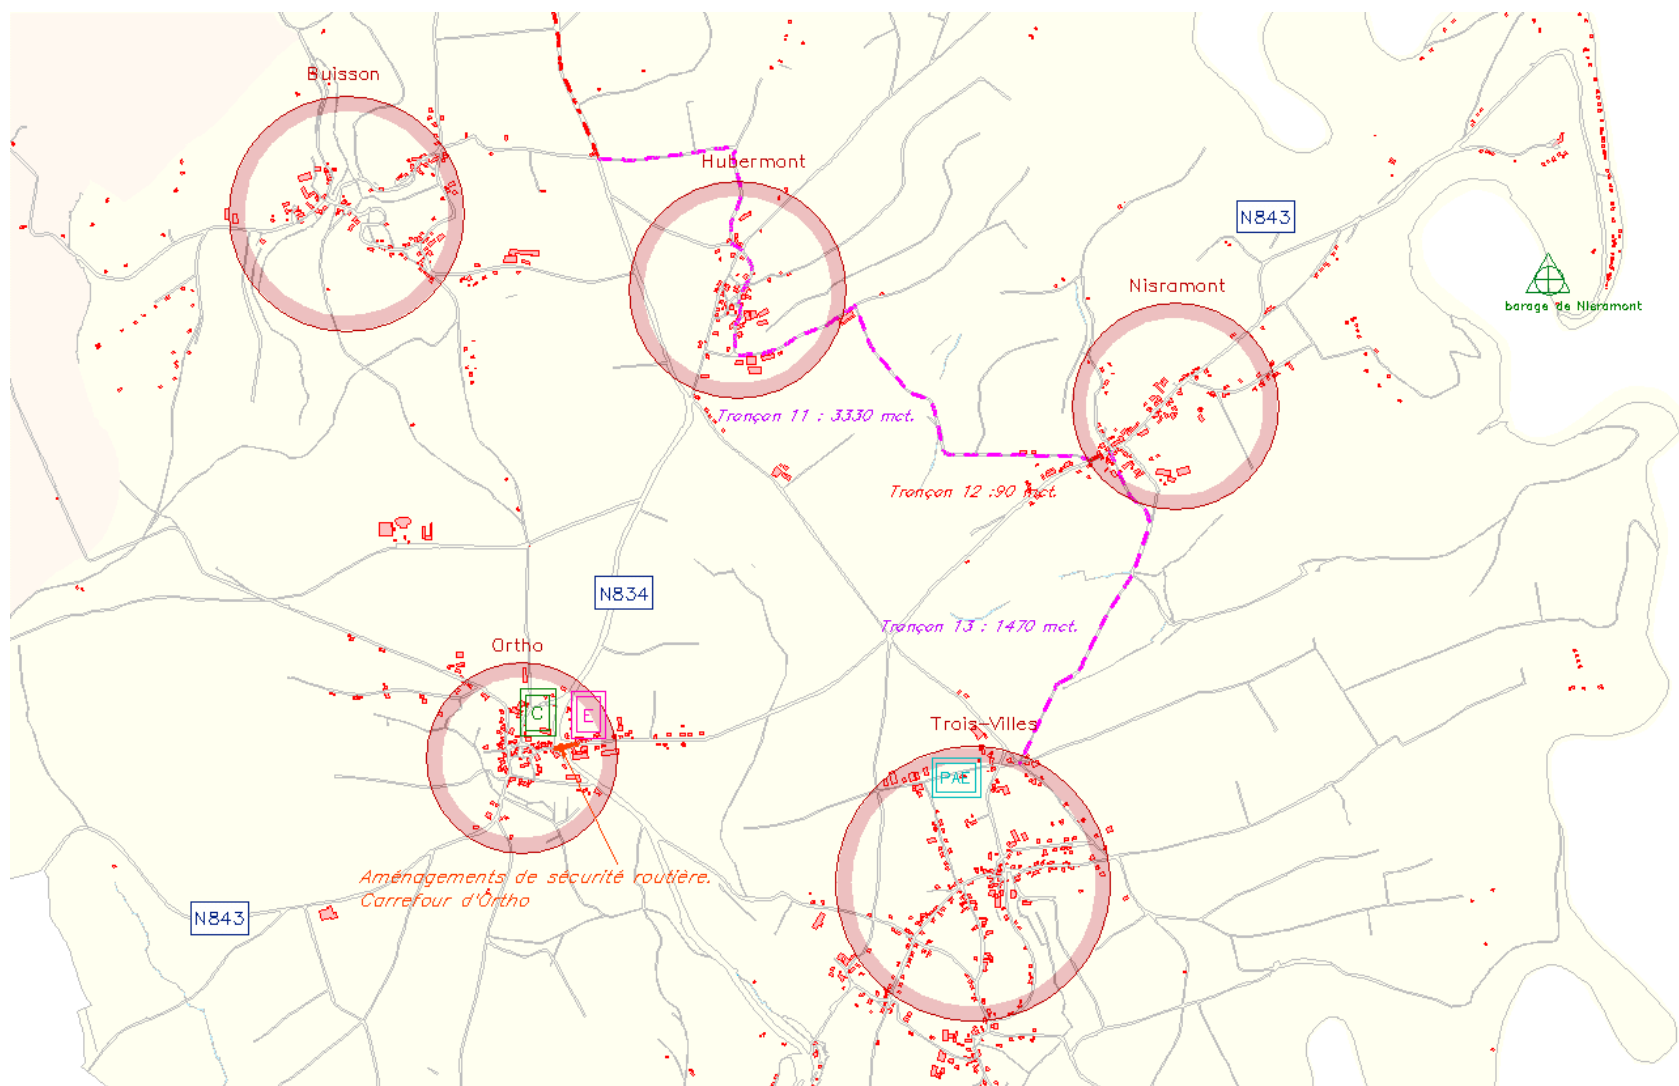 Buisson
Hubermont
N843
Nisramont
barage de Nisramont
Tronçon 11 : 3330 mct.
Tronçon 12 :90 mct.
N834
Tronçon 13 : 1470 mct.
Ortho
C
E
Trois-Villes
PAE
Aménagements de sécurité routière.
Carrefour d'Ortho
N843